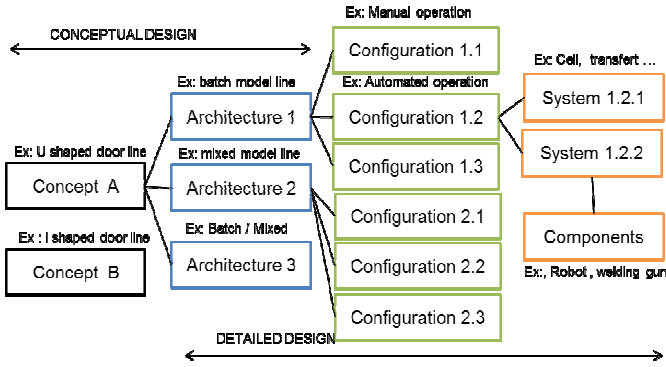 CONCEPTUAL DESIGN
Ex: U shaped door line
Concept A
Ex : I shaped door line
Concept B
Ex: batch model line
Architecture 1
Ex: mixed model line
Architecture 2
Ex: Batch / Mixed
Architecture 3
Ex: Manual operation
Configuration 1.1
Ex: Automated operation
Configuration 1.2
Configuration 1.3
Configuration 2.1
Configuration 2.2
Configuration 2.3
Ex: Cell, transfert ...
System 1.2.1
System 1.2.2
Components
Ex:, Robot , welding gun
DETAILED DESIGN